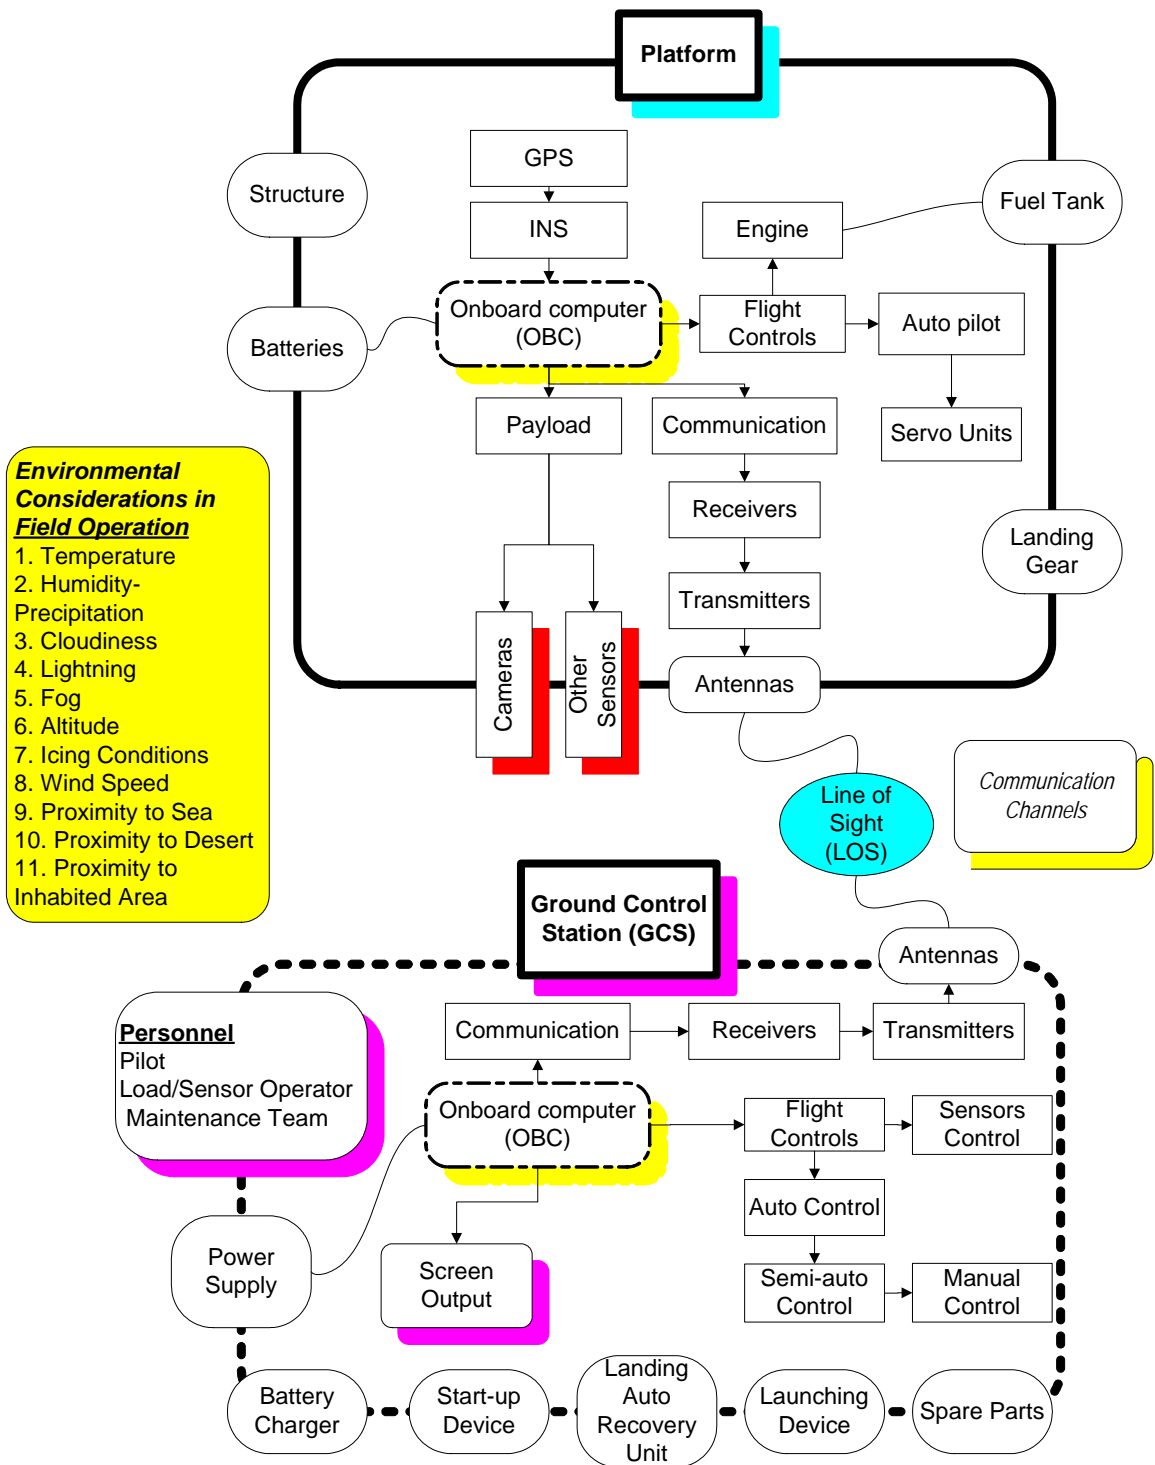 Platform
GPS
Structure
Fuel Tank
INS
Engine
Onboard computer
(OBC)
Flight
Controls
Auto pilot
Batteries
Payload
Communication
Servo Units
Environmental
Considerations in
Field Operation
1. Temperature
2. Humidity-
Precipitation
3. Cloudiness
4. Lightning
5. Fog
6. Altitude
7. Icing Conditions
8. Wind Speed
9. Proximity to Sea
10. Proximity to Desert
11. Proximity to
Inhabited Area
Receivers
Landing
Gear
Transmitters
Cameras
Other
Sensors
Antennas
Line of
Sight
(LOS)
Communication
Channels
Ground Control
Station (GCS)
Antennas
Personnel
Pilot
Load/Sensor Operator
Maintenance Team
Communication
Receivers
Transmitters
Onboard computer
(OBC)
Flight
Controls
Sensors
Control
Auto Control
Power
Supply
Screen
Output
Semi-auto
Control
Manual
Control
Battery
Charger
Start-up
Device
Landing
Auto
Recovery
Unit
Launching
Device
Spare Parts